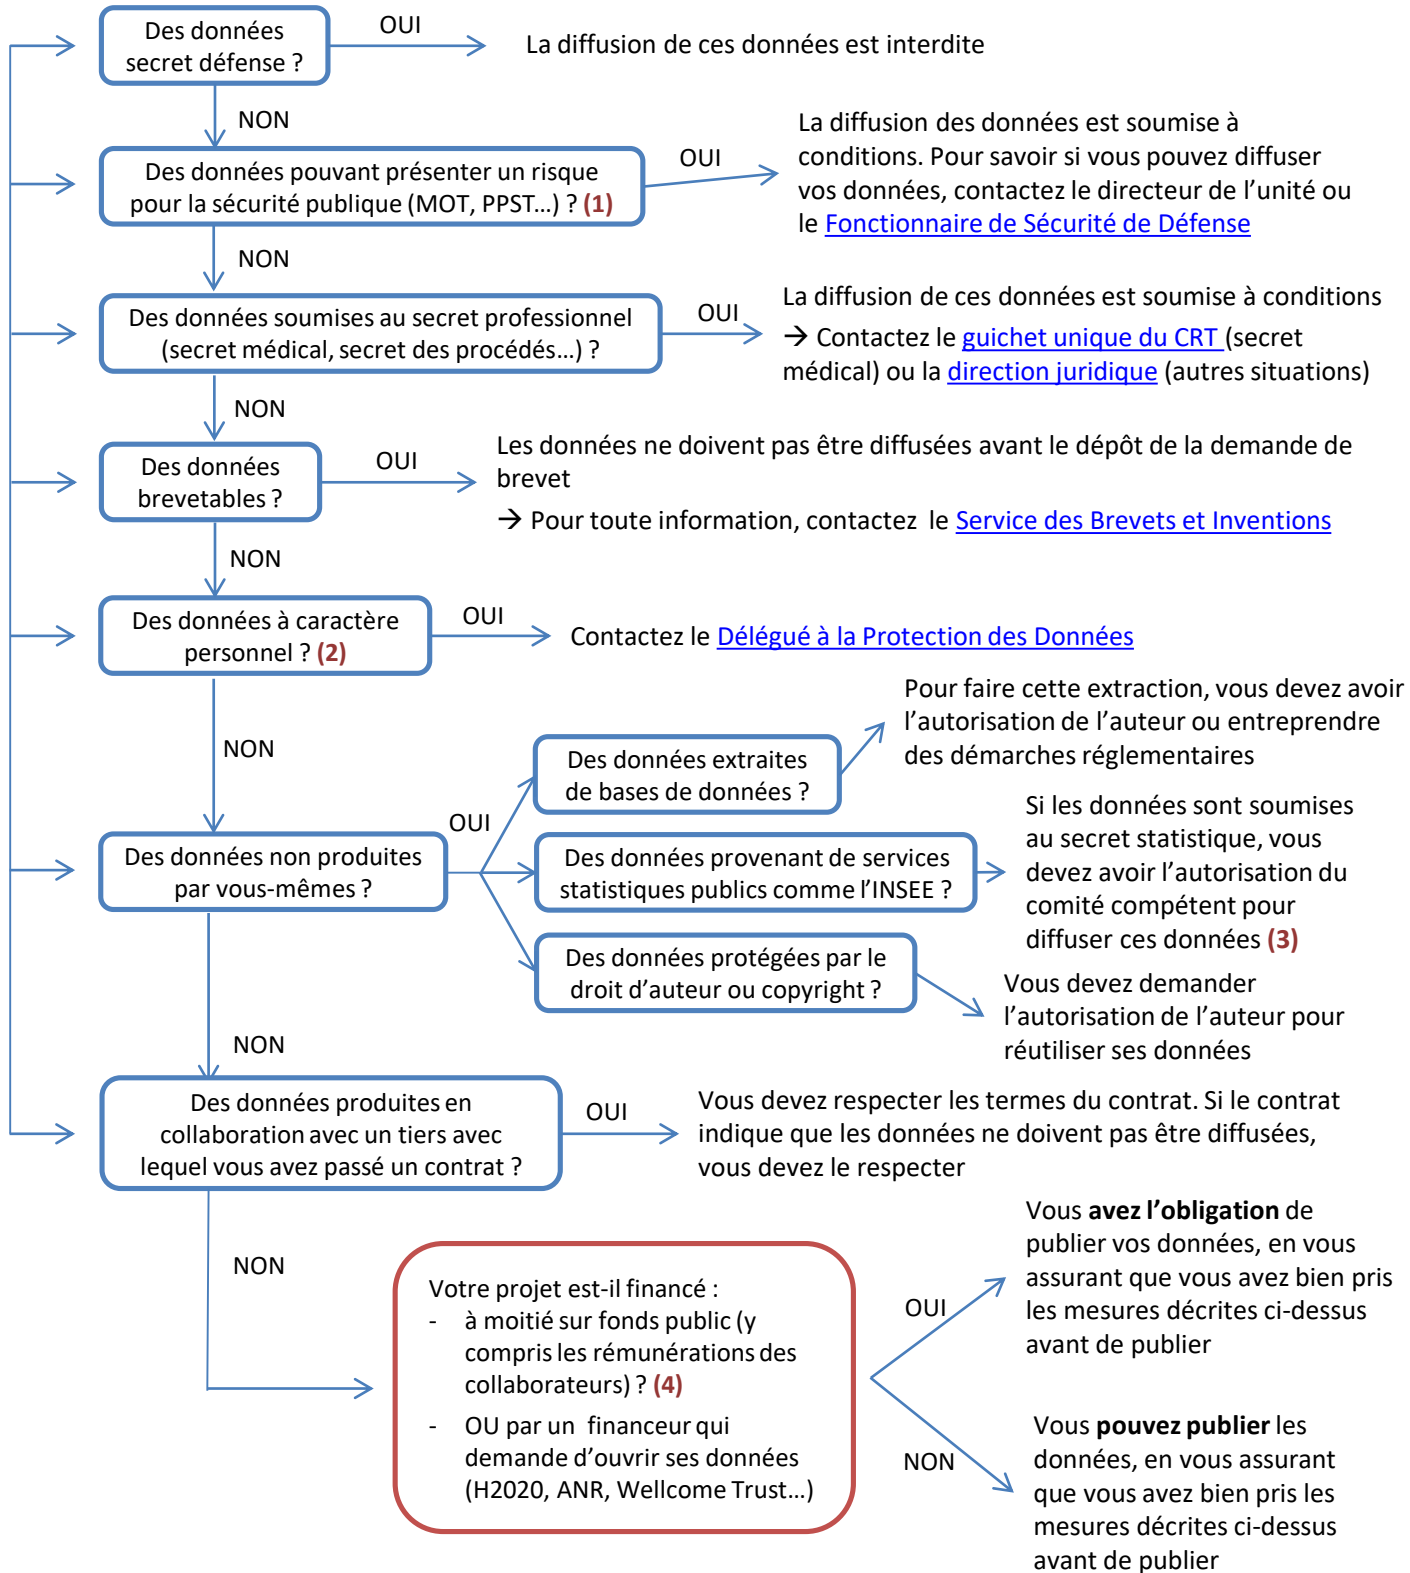 Des données
secret défense ?
OUI
La diffusion de ces données est interdite
NON
Des données pouvant présenter un risque
pour la sécurité publique (MOT, PPST…) ? (1)
OUI
La diffusion des données est soumise à
conditions. Pour savoir si vous pouvez diffuser
vos données, contactez le directeur de l’unité ou
le Fonctionnaire de Sécurité de Défense
NON
Des données soumises au secret professionnel
(secret médical, secret des procédés…) ?
OUI
La diffusion de ces données est soumise à conditions
→ Contactez le guichet unique du CRT (secret
médical) ou la direction juridique (autres situations)
NON
Des données
brevetables ?
OUI
Les données ne doivent pas être diffusées avant le dépôt de la demande de
brevet
→ Pour toute information, contactez le Service des Brevets et Inventions
NON
Des données à caractère
personnel ? (2)
OUI
Contactez le Délégué à la Protection des Données
NON
Des données non produites
par vous-mêmes ?
OUI
Des données extraites
de bases de données ?
Pour faire cette extraction, vous devez avoir
l’autorisation de l’auteur ou entreprendre
des démarches réglementaires
Des données provenant de services
statistiques publics comme l’INSEE ?
Si les données sont soumises
au secret statistique, vous
devez avoir l’autorisation du
comité compétent pour
diffuser ces données (3)
Des données protégées par le
droit d’auteur ou copyright ?
Vous devez demander
l’autorisation de l’auteur pour
réutiliser ses données
NON
Des données produites en
collaboration avec un tiers avec
lequel vous avez passé un contrat ?
OUI
Vous devez respecter les termes du contrat. Si le contrat
indique que les données ne doivent pas être diffusées,
vous devez le respecter
NON
Votre projet est-il financé :
- à moitié sur fonds public (y
compris les rémunérations des
collaborateurs) ? (4)
- OU par un financeur qui
demande d’ouvrir ses données
(H2020, ANR, Wellcome Trust…)
OUI
Vous avez l’obligation de
publier vos données, en vous
assurant que vous avez bien pris
les mesures décrites ci-dessus
avant de publier
NON
Vous pouvez publier les
données, en vous assurant
que vous avez bien pris les
mesures décrites ci-dessus
avant de publier